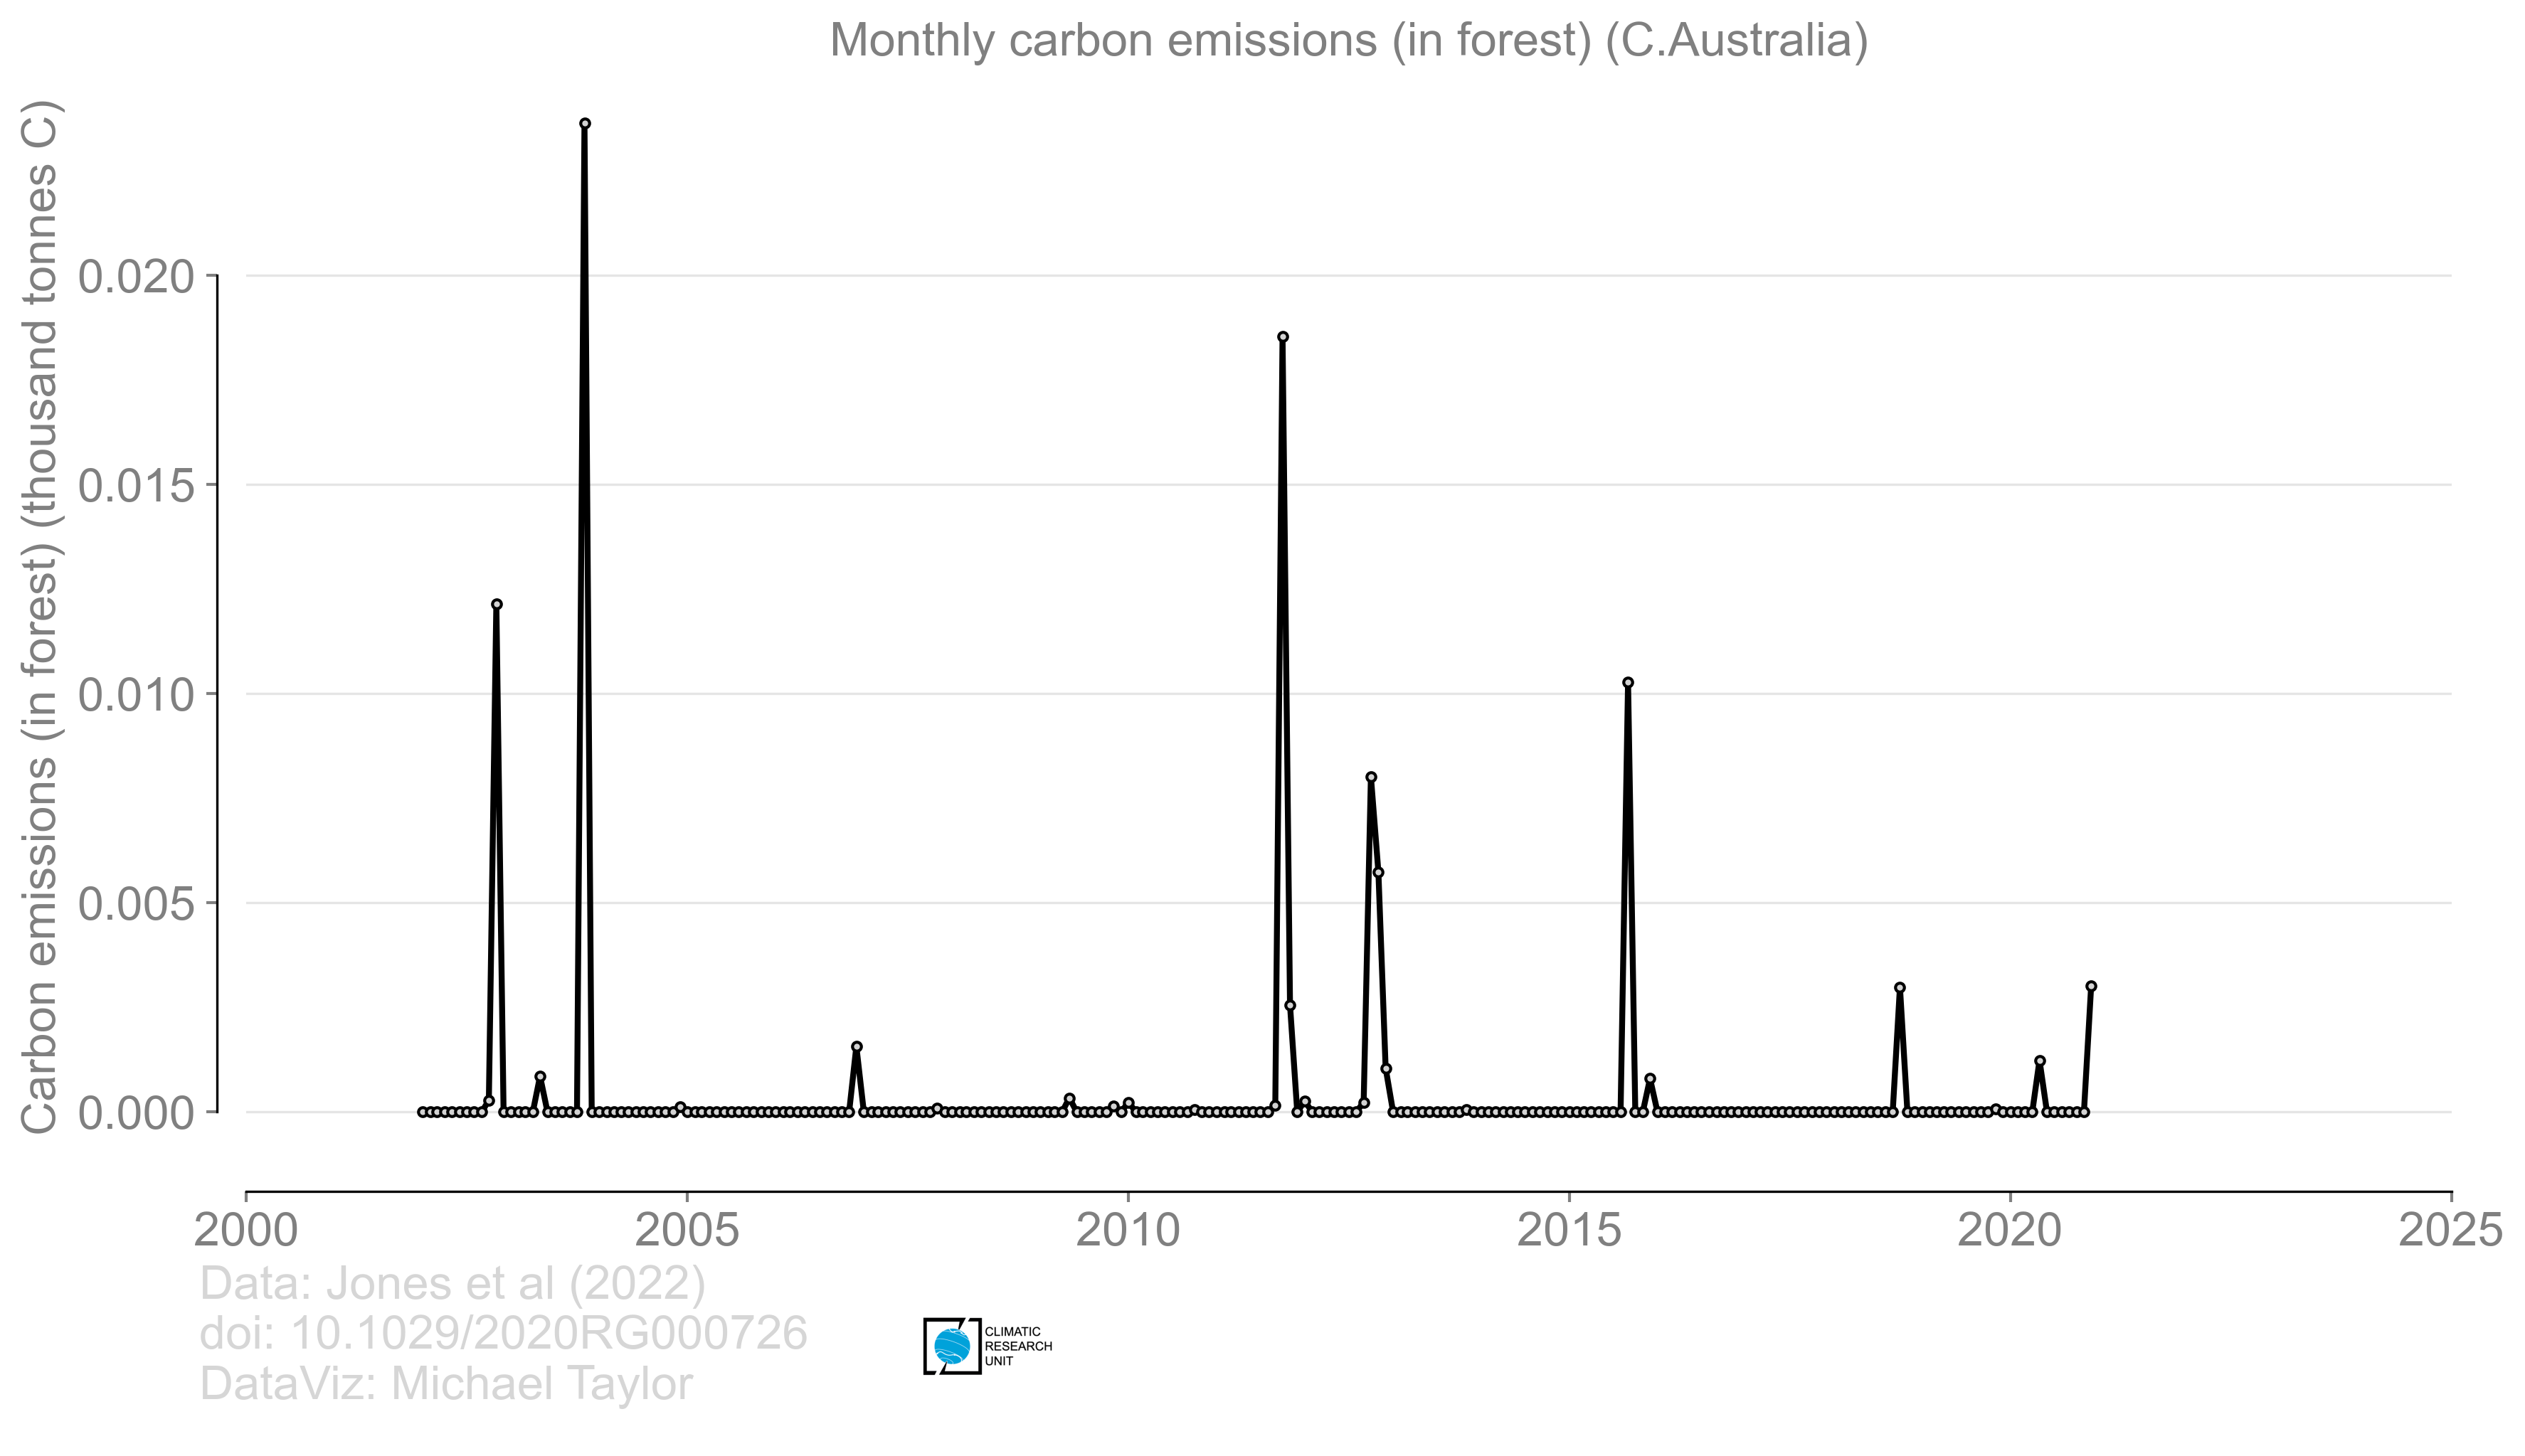 Monthly carbon emissions (in forest) (C.Australia)
Carbon emissions (in forest) (thousand tonnes C)
0.020
0.015
0.010
0.005
0.000
2000 2005 2010 2015 2020 2025
Data: Jones et al (2022)
doi: 10.1029/2020RG000726
DataViz: Michael Taylor
CLIMATIC
RESEARCH
UNIT